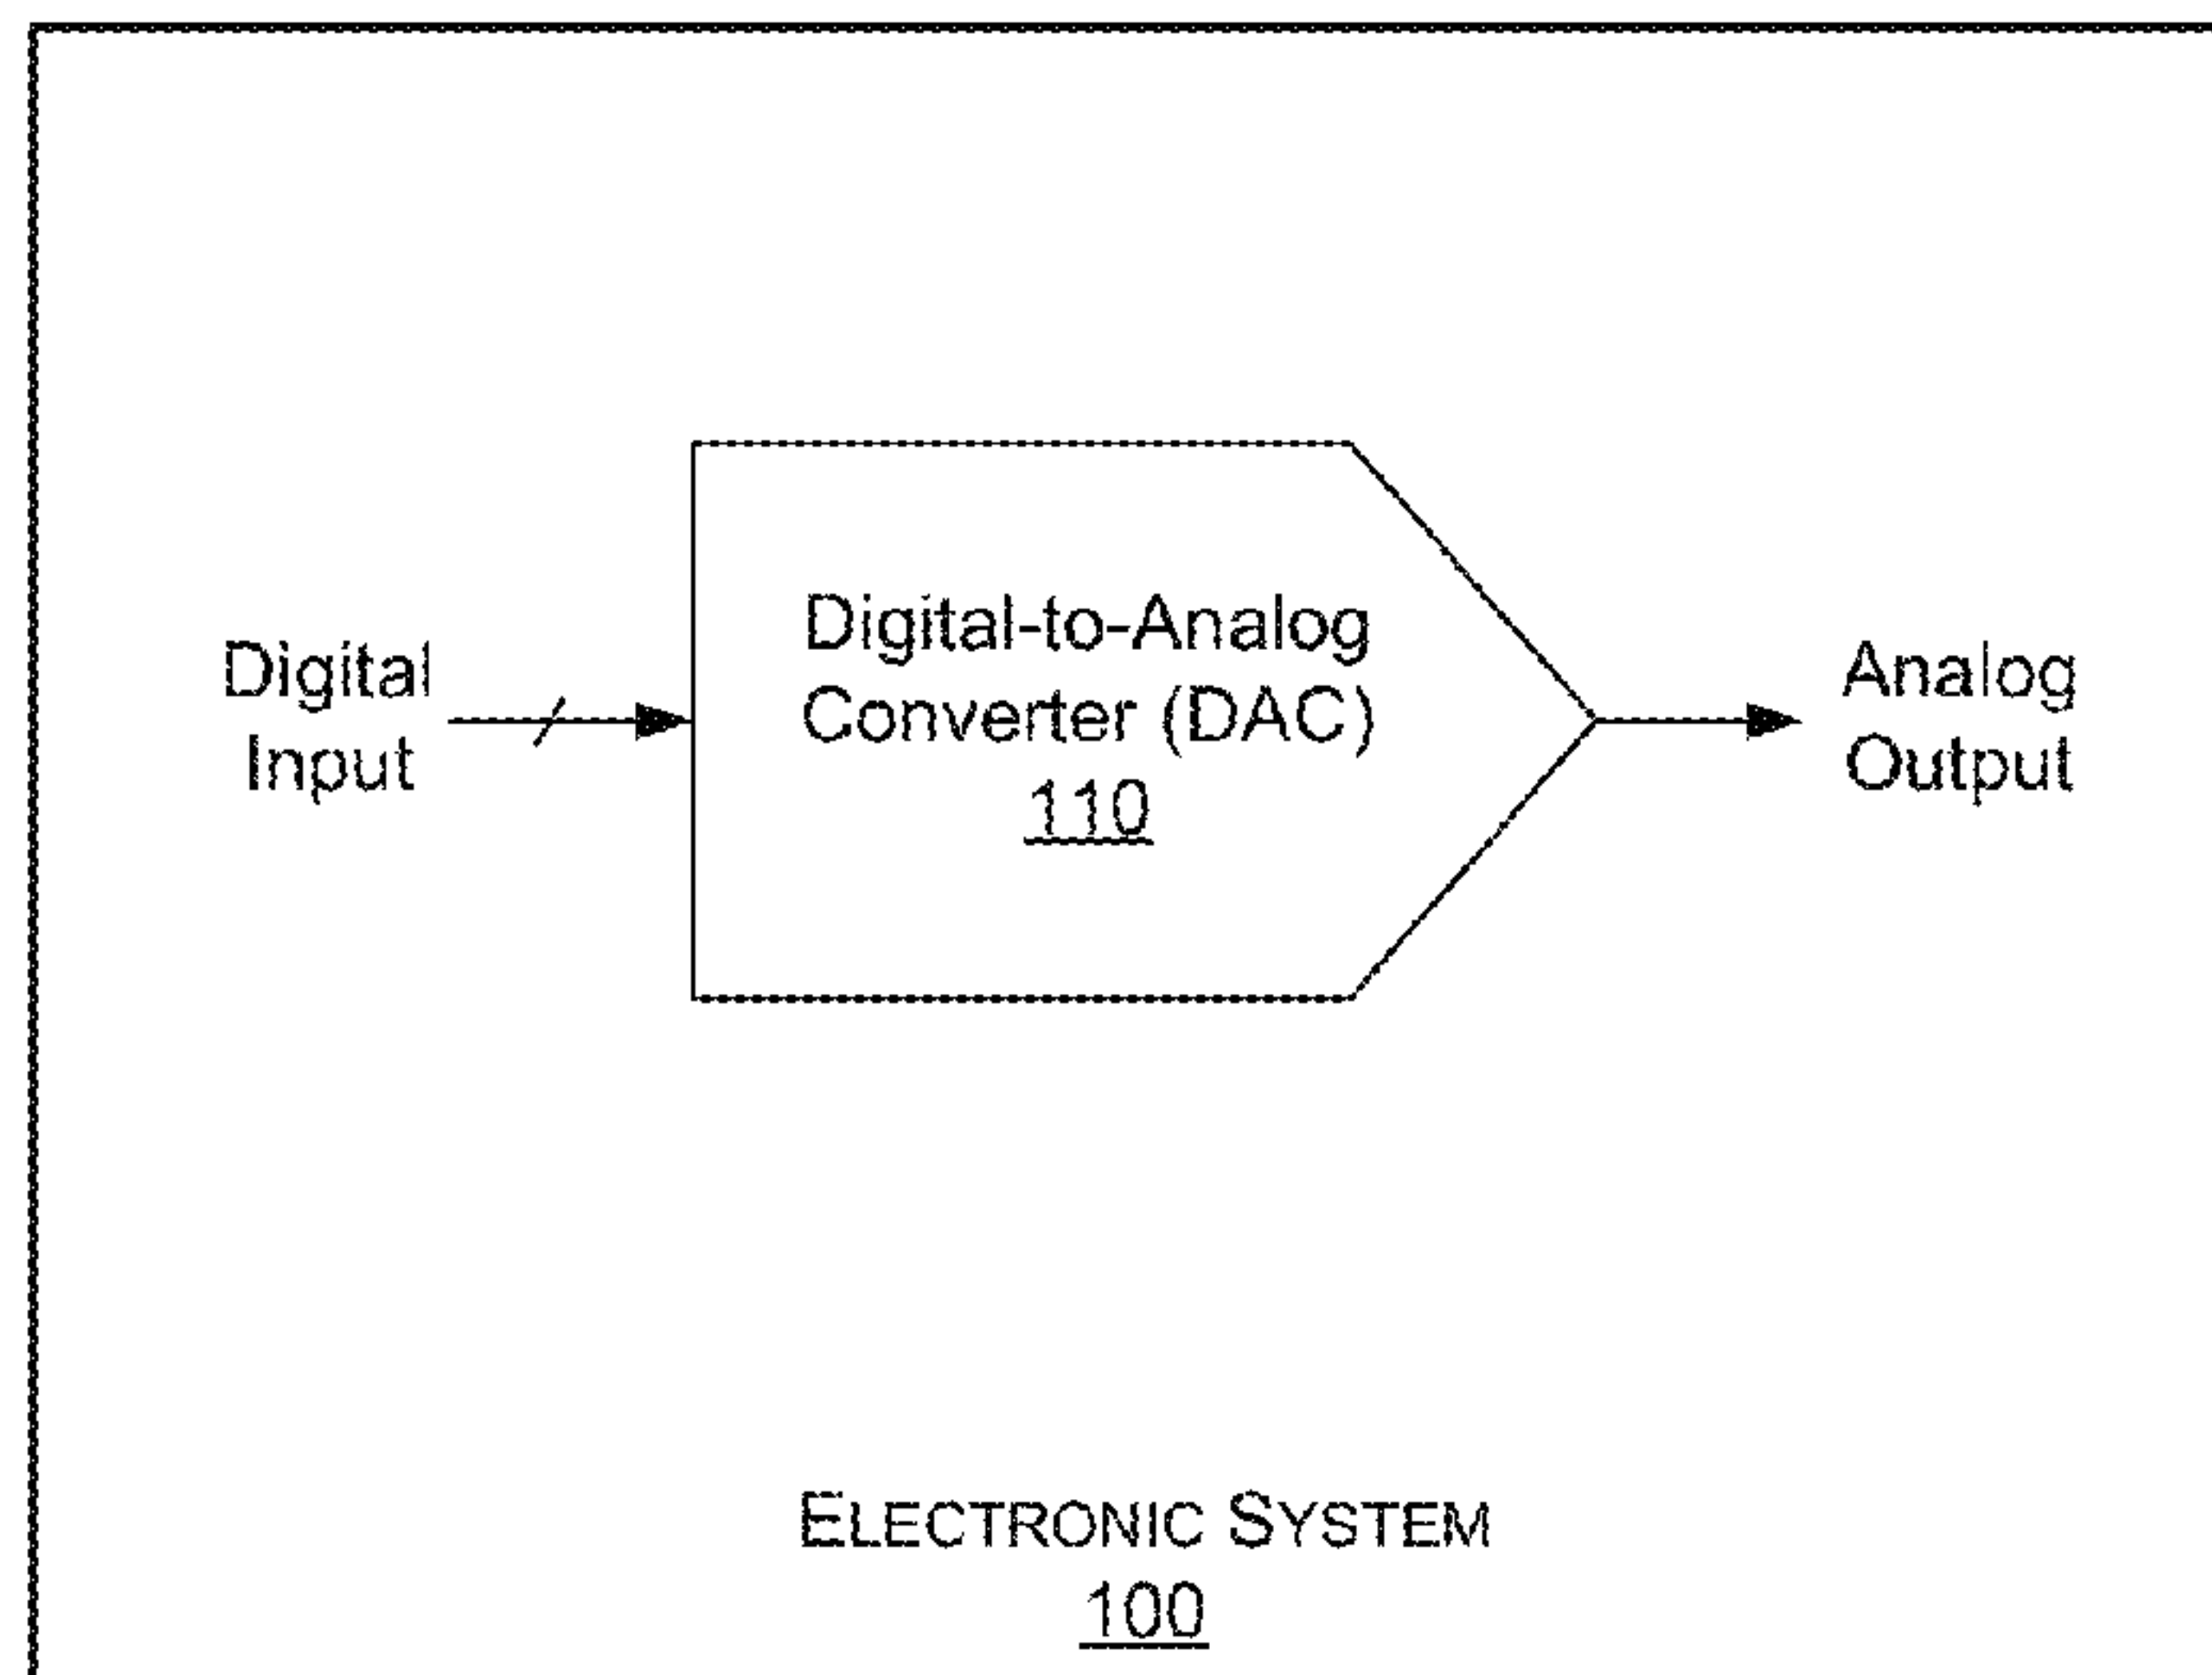 Digital
Input
Digital-to-Analog
Converter (DAC)
110
Analog
Output
ELECTRONIC SYSTEM
100